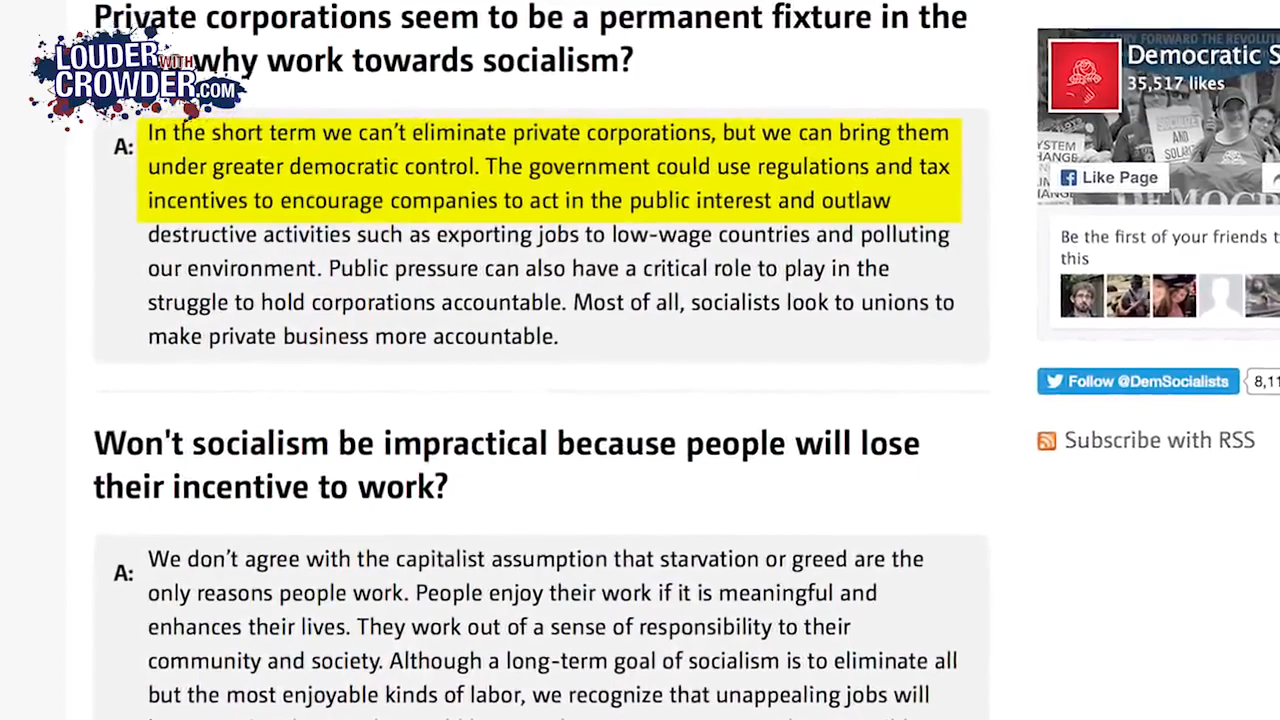 Private corporations seem to be a permanent fixture in the
why work towards socialism?
LOUDER
WITH
CROWDER.COM
A:
In the short term we can't eliminate private corporations, but we can bring them
under greater democratic control. The government could use regulations and tax
incentives to encourage companies to act in the public interest and outlaw
destructive activities such as exporting jobs to low-wage countries and polluting
our environment. Public pressure can also have a critical role to play in the
struggle to hold corporations accountable. Most of all, socialists look to unions to
make private business more accountable.
Won't socialism be impractical because people will lose
their incentive to work?
A:
We don't agree with the capitalist assumption that starvation or greed are the
only reasons people work. People enjoy their work if it is meaningful and
enhances their lives. They work out of a sense of responsibility to their
community and society. Although a long-term goal of socialism is to eliminate all
but the most enjoyable kinds of labor, we recognize that unappealing jobs will
Democratic S
35,517 likes
Like Page
Be the first of your friends t
this
Follow @DemSocialists
8,11
Subscribe with RSS